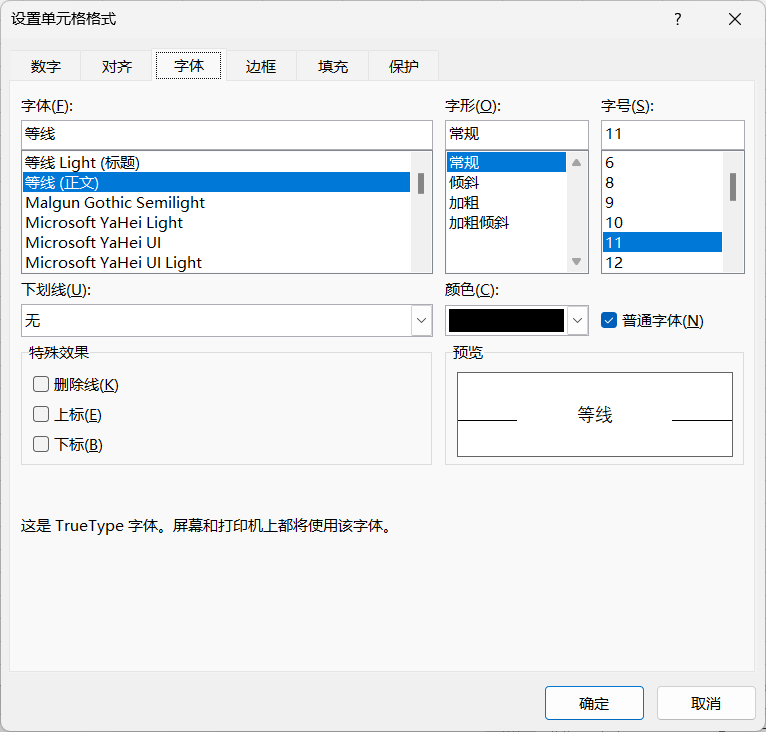 设置单元格格式 ?
数字 对齐 字体 边框 填充 保护
字体(F): 字形(O): 字号(S):
等线 常规 11
等线 Light (标题) 常规 6
等线 (正文) 倾斜 8
Malgun Gothic Semilight 加粗 9
Microsoft YaHei Light 加粗倾斜 10
Microsoft YaHei UI 11
Microsoft YaHei UI Light 12
下划线(U): 颜色(C):
无 普通字体(N)
特殊效果 预览
删除线(K)
上标(E) 等线
下标(B)
这是 TrueType 字体。屏幕和打印机上都将使用该字体。
确定 取消